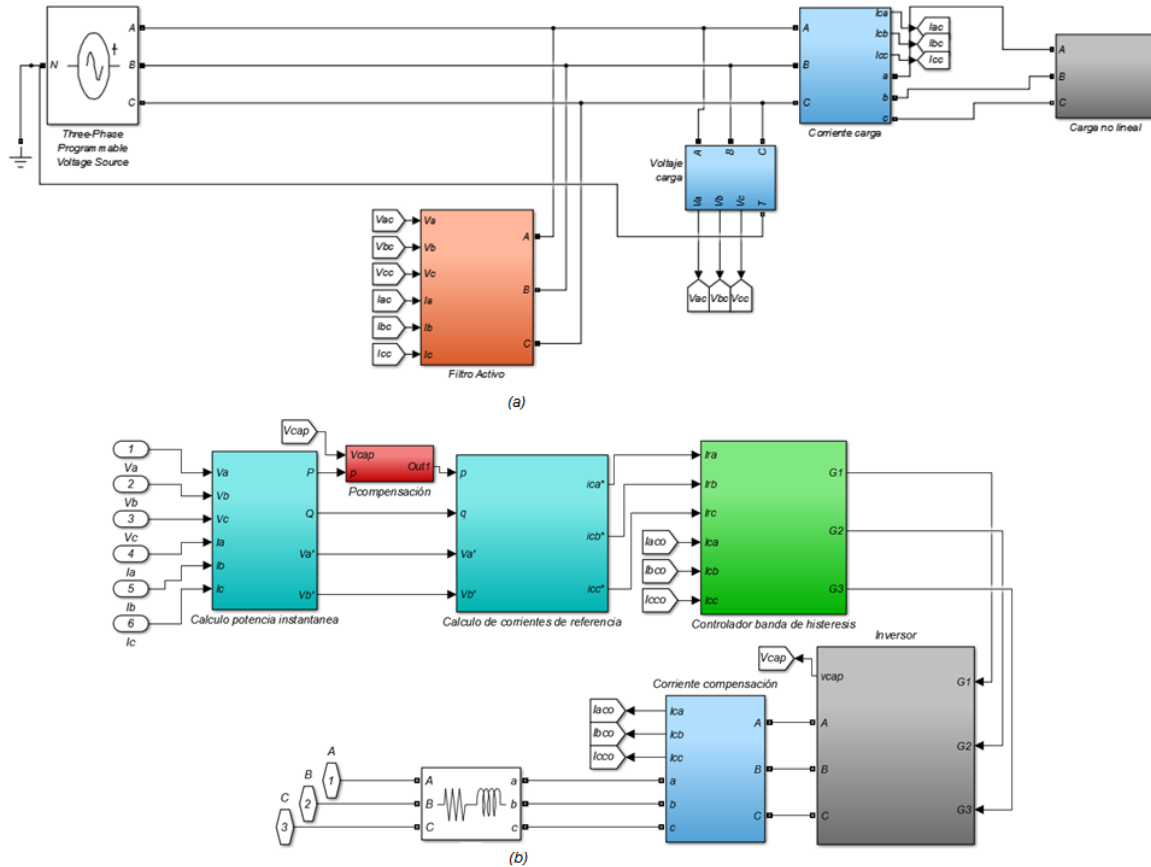 A
B
C
N
Three-Phase
Programmable
Voltage Source
A
B
C
Ica
Icb
Icc
a
b
c
Corriente carga
Iac
Ibc
Icc
A
B
C
Carga no lineal
Voltaje
carga
A
B
C
Va
Vb
Vc
T
Vac
Vbc
Vcc
Vac
Vbc
Vcc
Iac
Ibc
Icc
Va
Vb
Vc
Ia
Ib
Ic
A
B
C
Filtro Activo
(a)
1
Va
2
Vb
3
Vc
4
Ia
5
Ib
6
Ic
Va
Vb
Vc
Ia
Ib
Ic
P
Q
Va'
Vb'
Calculo potencia instantanea
Vcap
Vcap
p
Out1
Pcompensación
p
q
Va'
Vb'
ica*
icb*
icc*
Calculo de corrientes de referencia
Iaco
Ibco
Icco
Ira
Irb
Irc
Ica
Icb
Icc
G1
G2
G3
Controlador banda de histeresis
Inversor
Vcap
vcap
A
B
C
G1
G2
G3
Corriente compensación
Iaco
Ibco
Icco
Ica
Icb
Icc
a
b
c
A
B
C
A
1
B
2
C
3
A
B
C
a
b
c
(b)